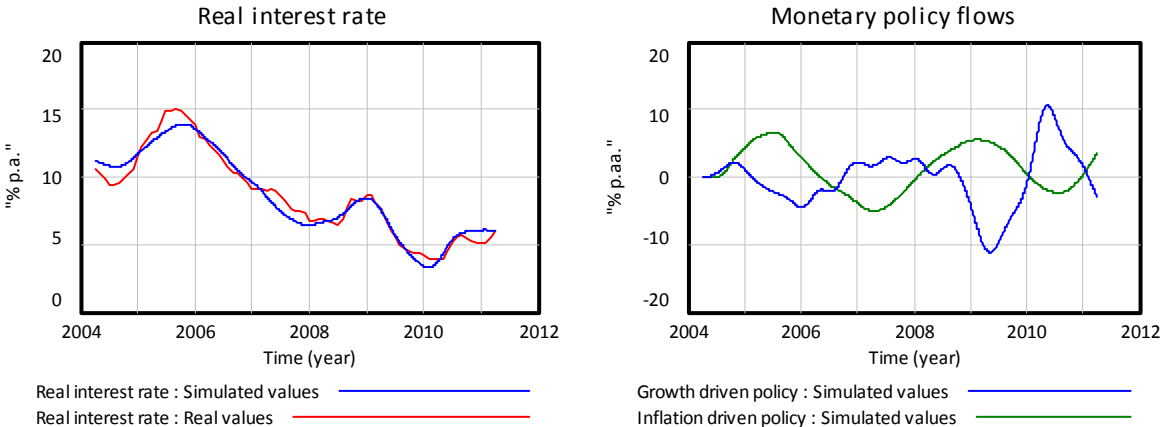 Real interest rate
20
15
10
5
0
"% p.a."
2004 2006 2008 2010 2012
Time (year)
Real interest rate : Simulated values
Real interest rate : Real values
Monetary policy flows
20
10
0
-10
-20
"% p.aa."
2004 2006 2008 2010 2012
Time (year)
Growth driven policy : Simulated values
Inflation driven policy : Simulated values